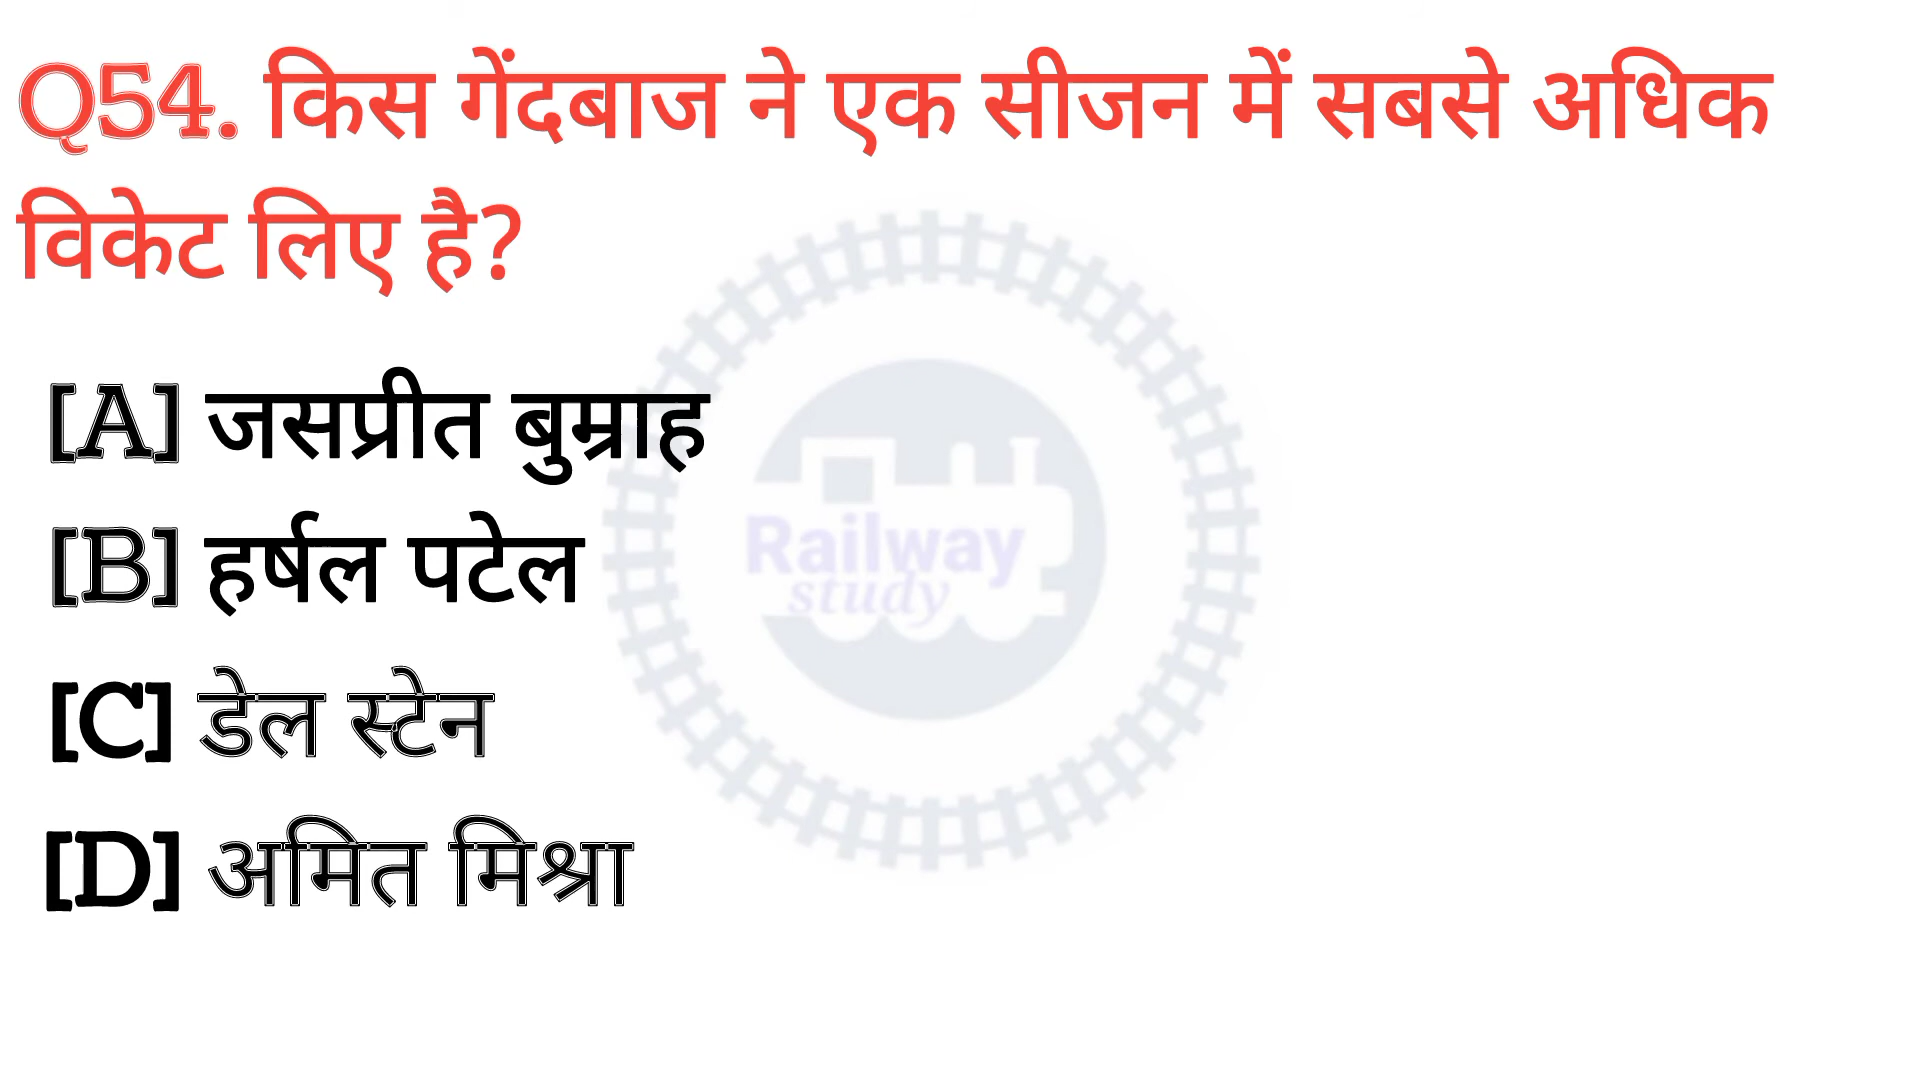 Q54. किस गेंदबाज ने एक सीजन में सबसे अधिक
विकेट लिए है?
[A] जसप्रीत बुम्राह
[B] हर्षल पटेल
Railway
study
[C] डेल स्टेन
[D] अमित मिश्रा